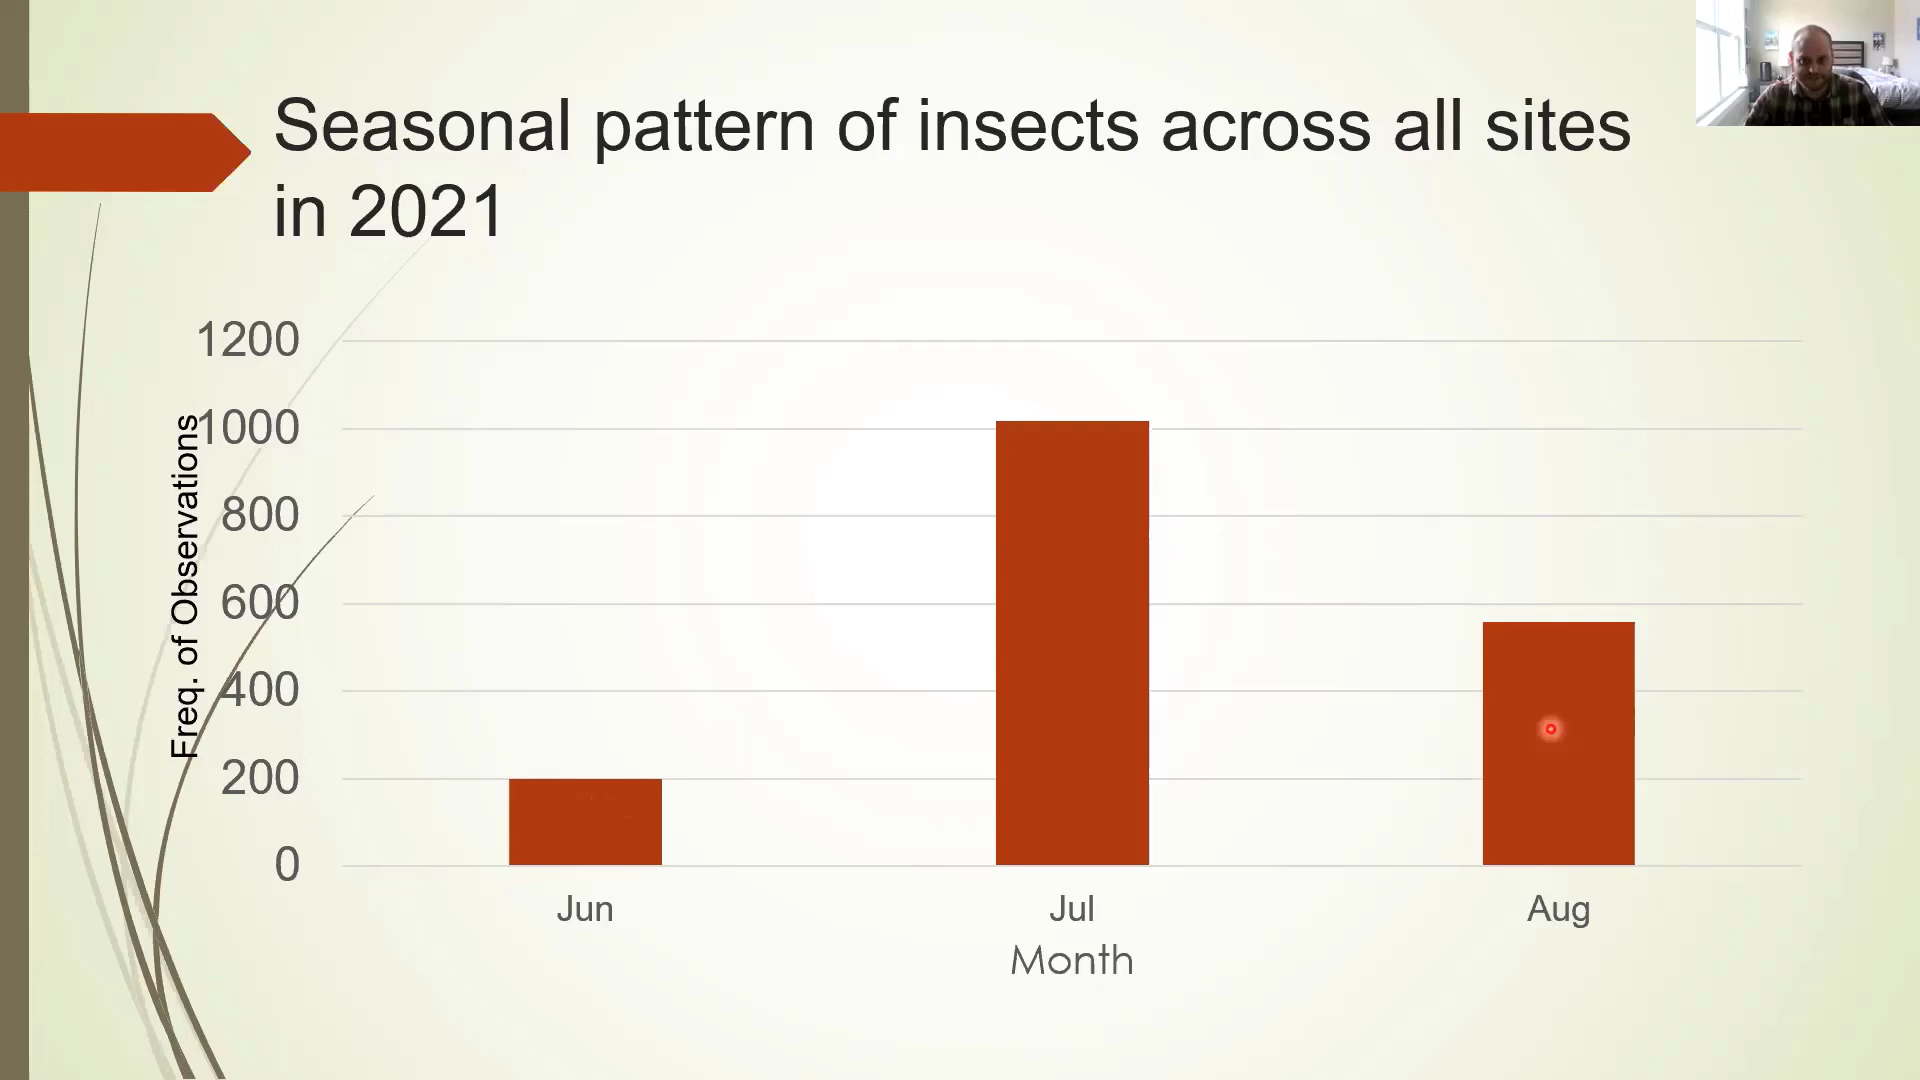 Seasonal pattern of insects across all sites
in 2021
1200
1000
800
600
400
200
0
Freq. of Observations
Jun
Jul
Aug
Month